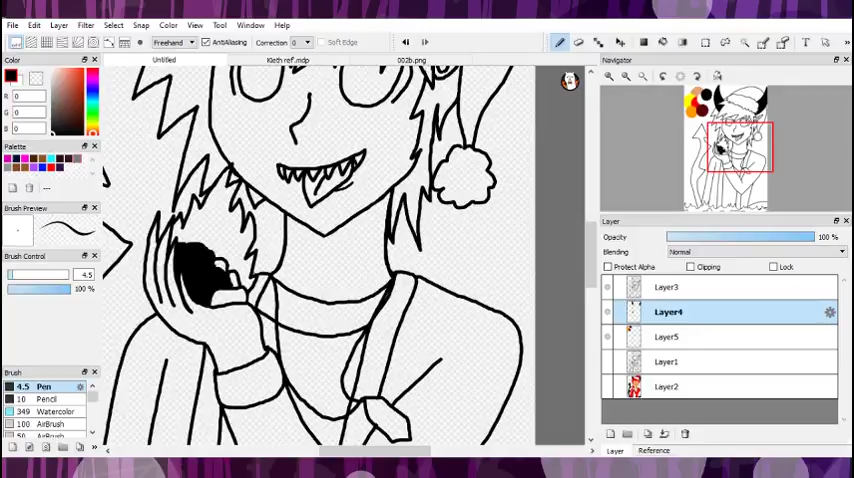 File Edit Layer Filter Select Snap Color View Tool Window Help
Freehand AntiAliasing Correction 0 Soft Edge
Color
Untitled
Kleth ref.mdp
002b.png
Navigator
R 0
G 0
B 0
Palette
---
Brush Preview
Brush Control
4.5
100 %
Brush
4.5 Pen
10 Pencil
349 Watercolor
100 AirBrush
50 AirBrush
Layer
Opacity 100 %
Blending Normal
Protect Alpha Clipping Lock
Layer3
Layer4
Layer5
Layer1
Layer2
Layer Reference